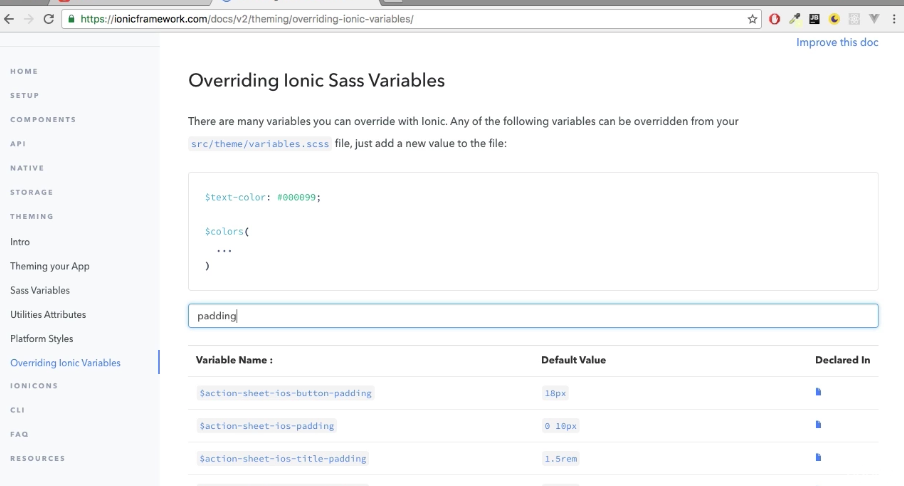 https://ionicframework.com/docs/v2/theming/overriding-ionic-variables/
JB
Improve this doc
HOME
SETUP
COMPONENTS
API
NATIVE
STORAGE
THEMING
Intro
Theming your App
Sass Variables
Utilities Attributes
Platform Styles
Overriding Ionic Variables
IONICONS
CLI
FAQ
RESOURCES
Overriding Ionic Sass Variables
There are many variables you can override with Ionic. Any of the following variables can be overridden from your
src/theme/variables.scss file, just add a new value to the file:
$text-color: #000099;
$colors(
...
)
padding
Variable Name : Default Value Declared In
$action-sheet-ios-button-padding 18px
$action-sheet-ios-padding 0 10px
$action-sheet-ios-title-padding 1.5rem